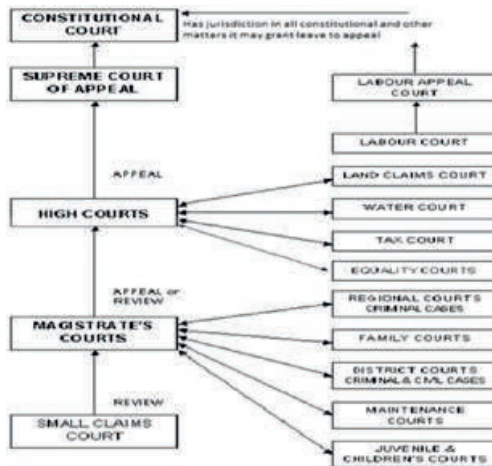 CONSTITUTIONAL
COURT
Has jurisdiction in all constitutional and other
matters it may grant leave to appeal
SUPREME COURT
OF APPEAL
LABOUR APPEAL
COURT
LABOUR COURT
APPEAL
LAND CLAIMS COURT
HIGH COURTS
WATER COURT
TAX COURT
EQUALITY COURTS
APPEAL or
REVIEW
REGIONAL COURTS
CRIMINAL CASES
MAGISTRATE'S
COURTS
FAMILY COURTS
DISTRICT COURTS
CRIMINAL & CIVIL CASES
REVIEW
MAINTENANCE
COURTS
SMALL CLAIMS
COURT
JUVENILE &
CHILDREN'S COURTS